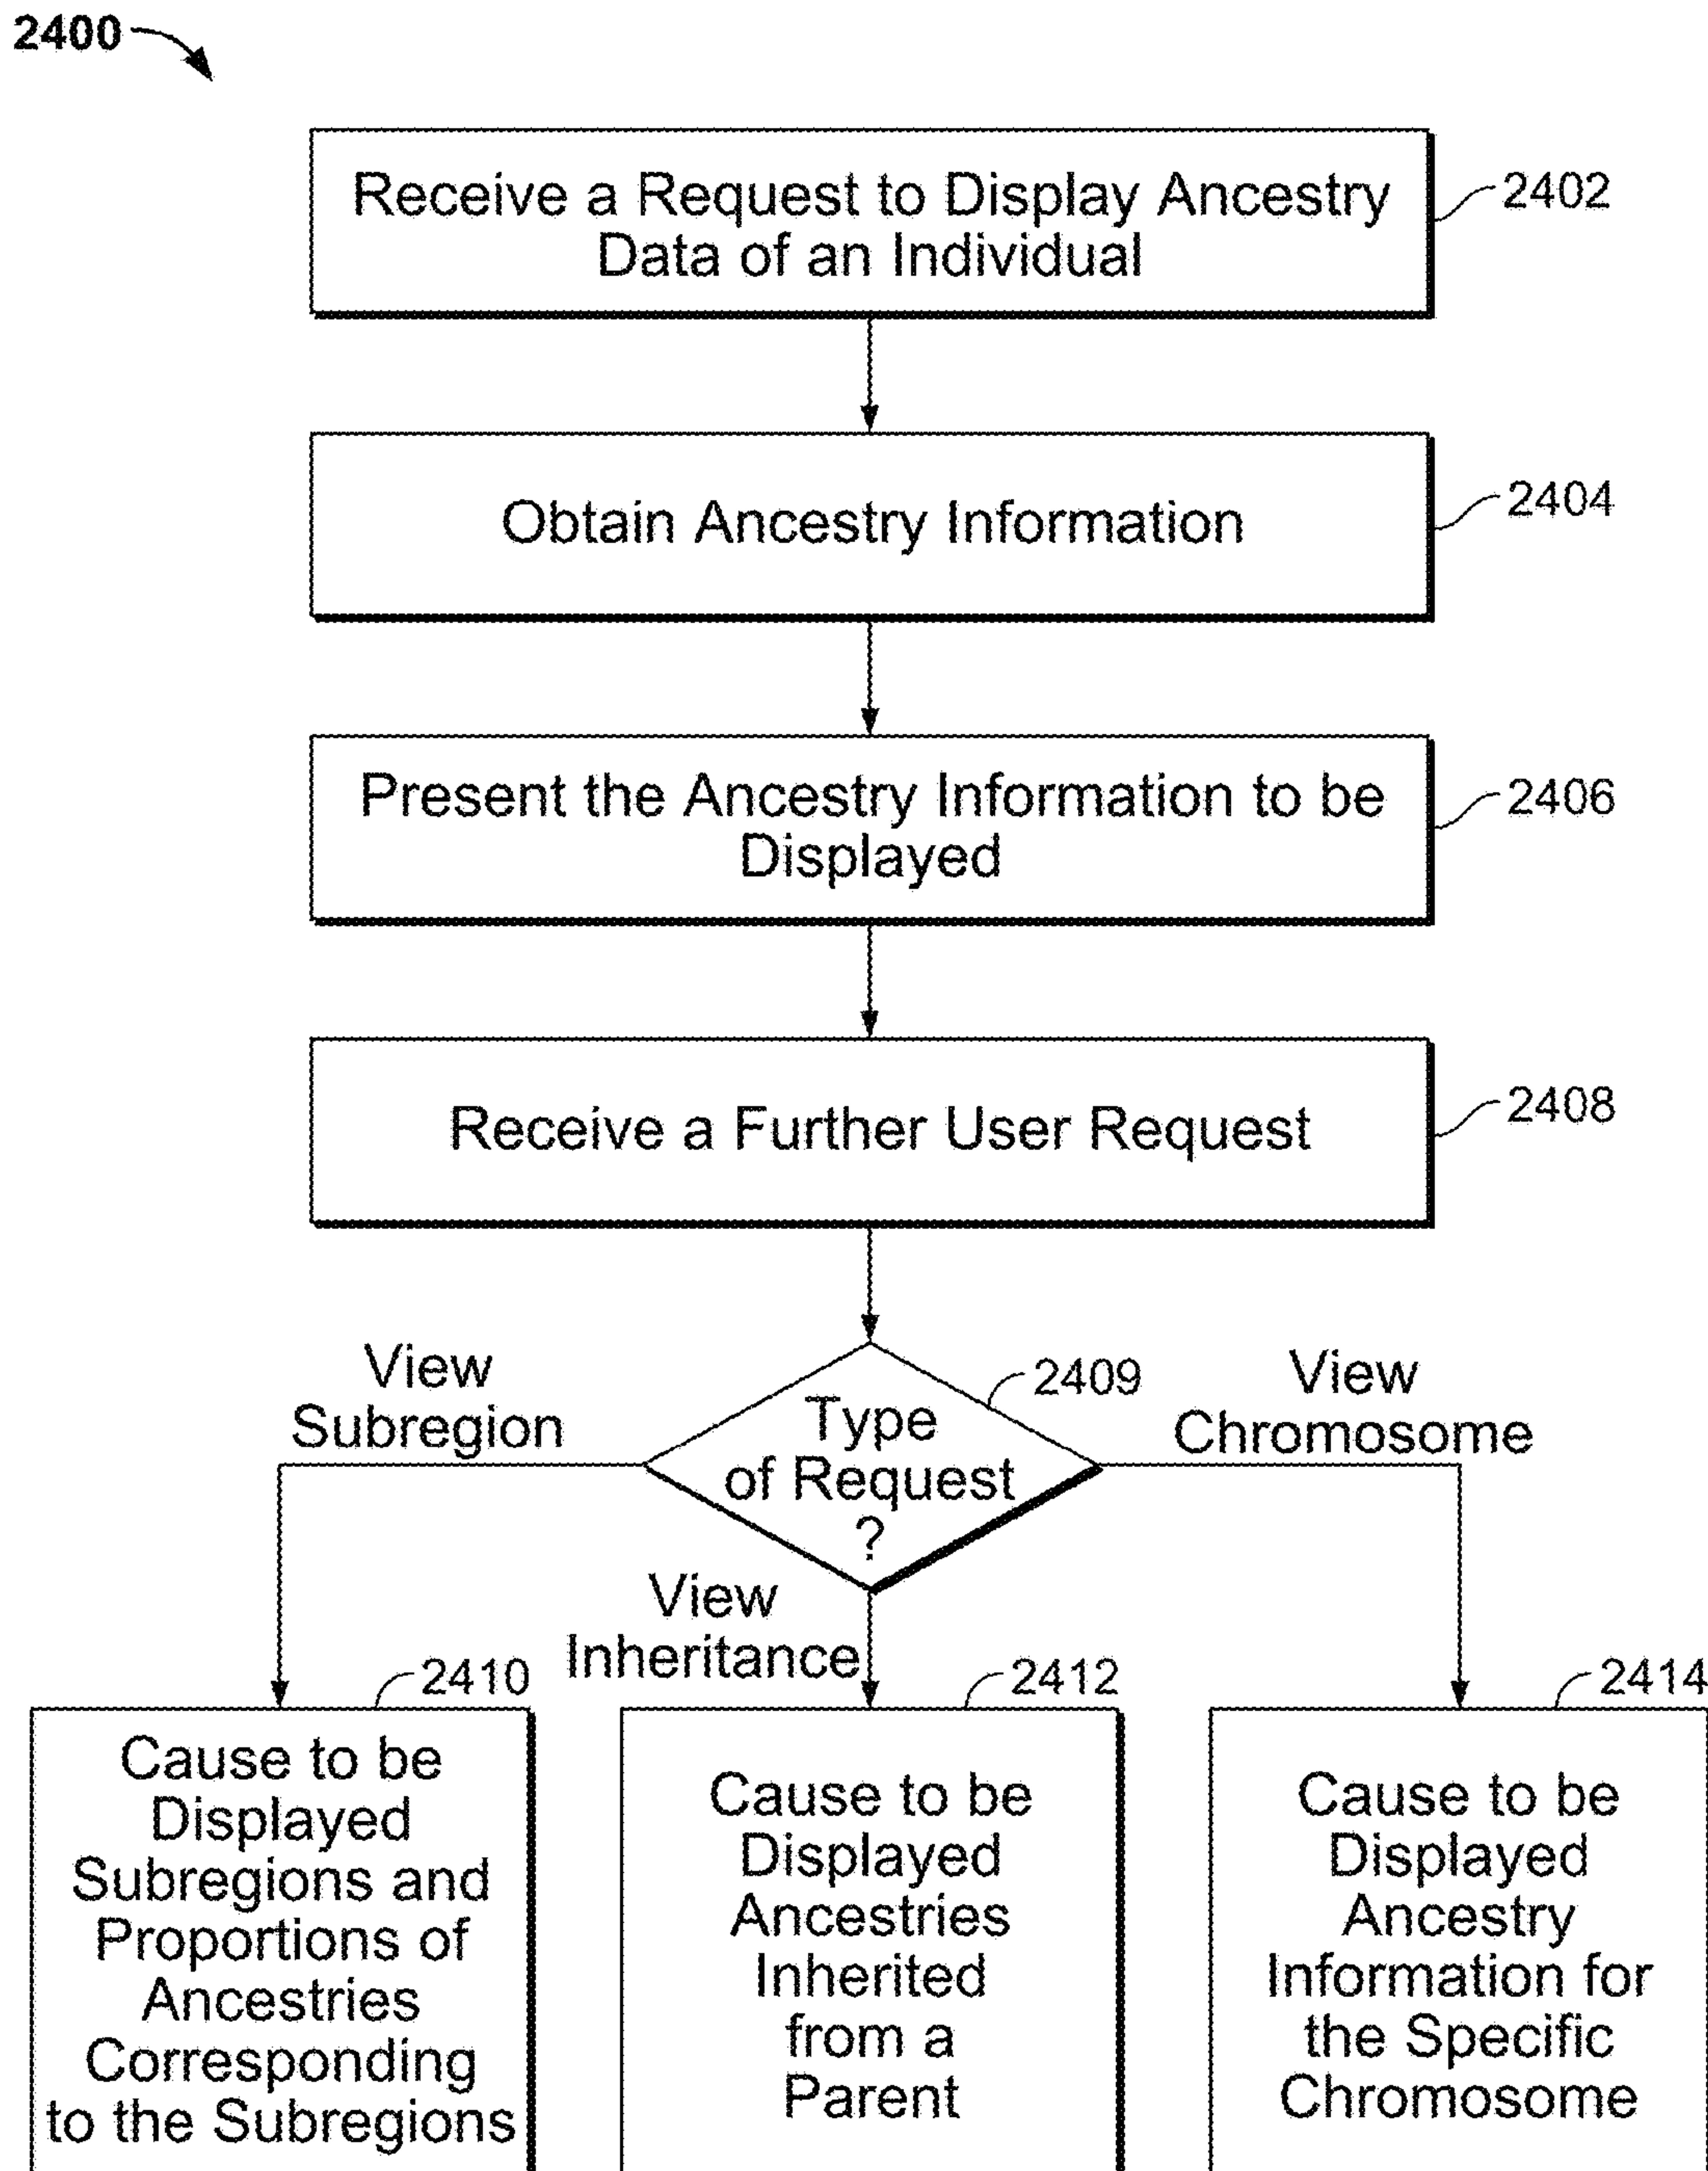 2400
Receive a Request to Display Ancestry
Data of an Individual
2402
Obtain Ancestry Information
2404
Present the Ancestry Information to be
Displayed
2406
Receive a Further User Request
2408
View
Subregion
Type
of Request
?
2409
View
Chromosome
View
Inheritance
2410
Cause to be
Displayed
Subregions and
Proportions of
Ancestries
Corresponding
to the Subregions
2412
Cause to be
Displayed
Ancestries
Inherited
from a
Parent
2414
Cause to be
Displayed
Ancestry
Information for
the Specific
Chromosome